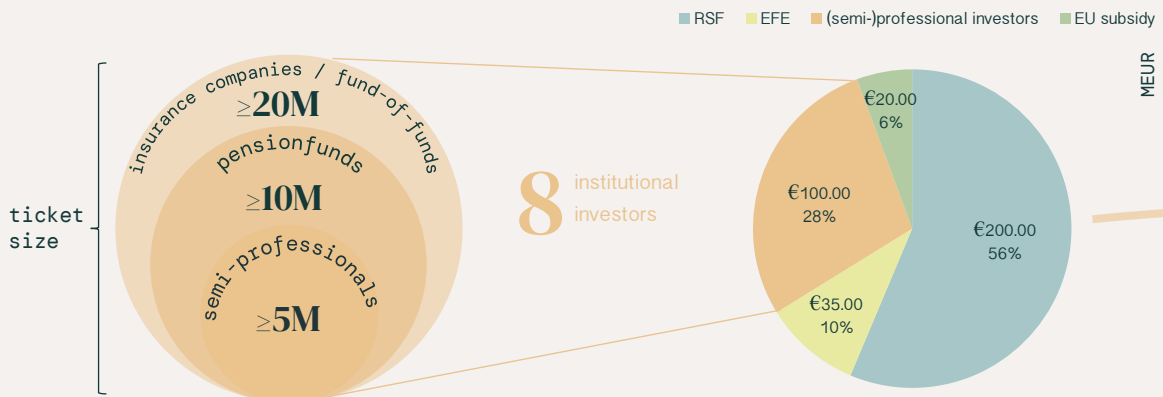 RSF
EFE
(semi-)professional investors
EU subsidy
MEUR
insurance companies / fund-of-funds
≥20M
pensionfunds
≥10M
semi-professionals
≥5M
ticket
size
8
institutional
investors
€20.00
6%
€100.00
28%
€200.00
56%
€35.00
10%